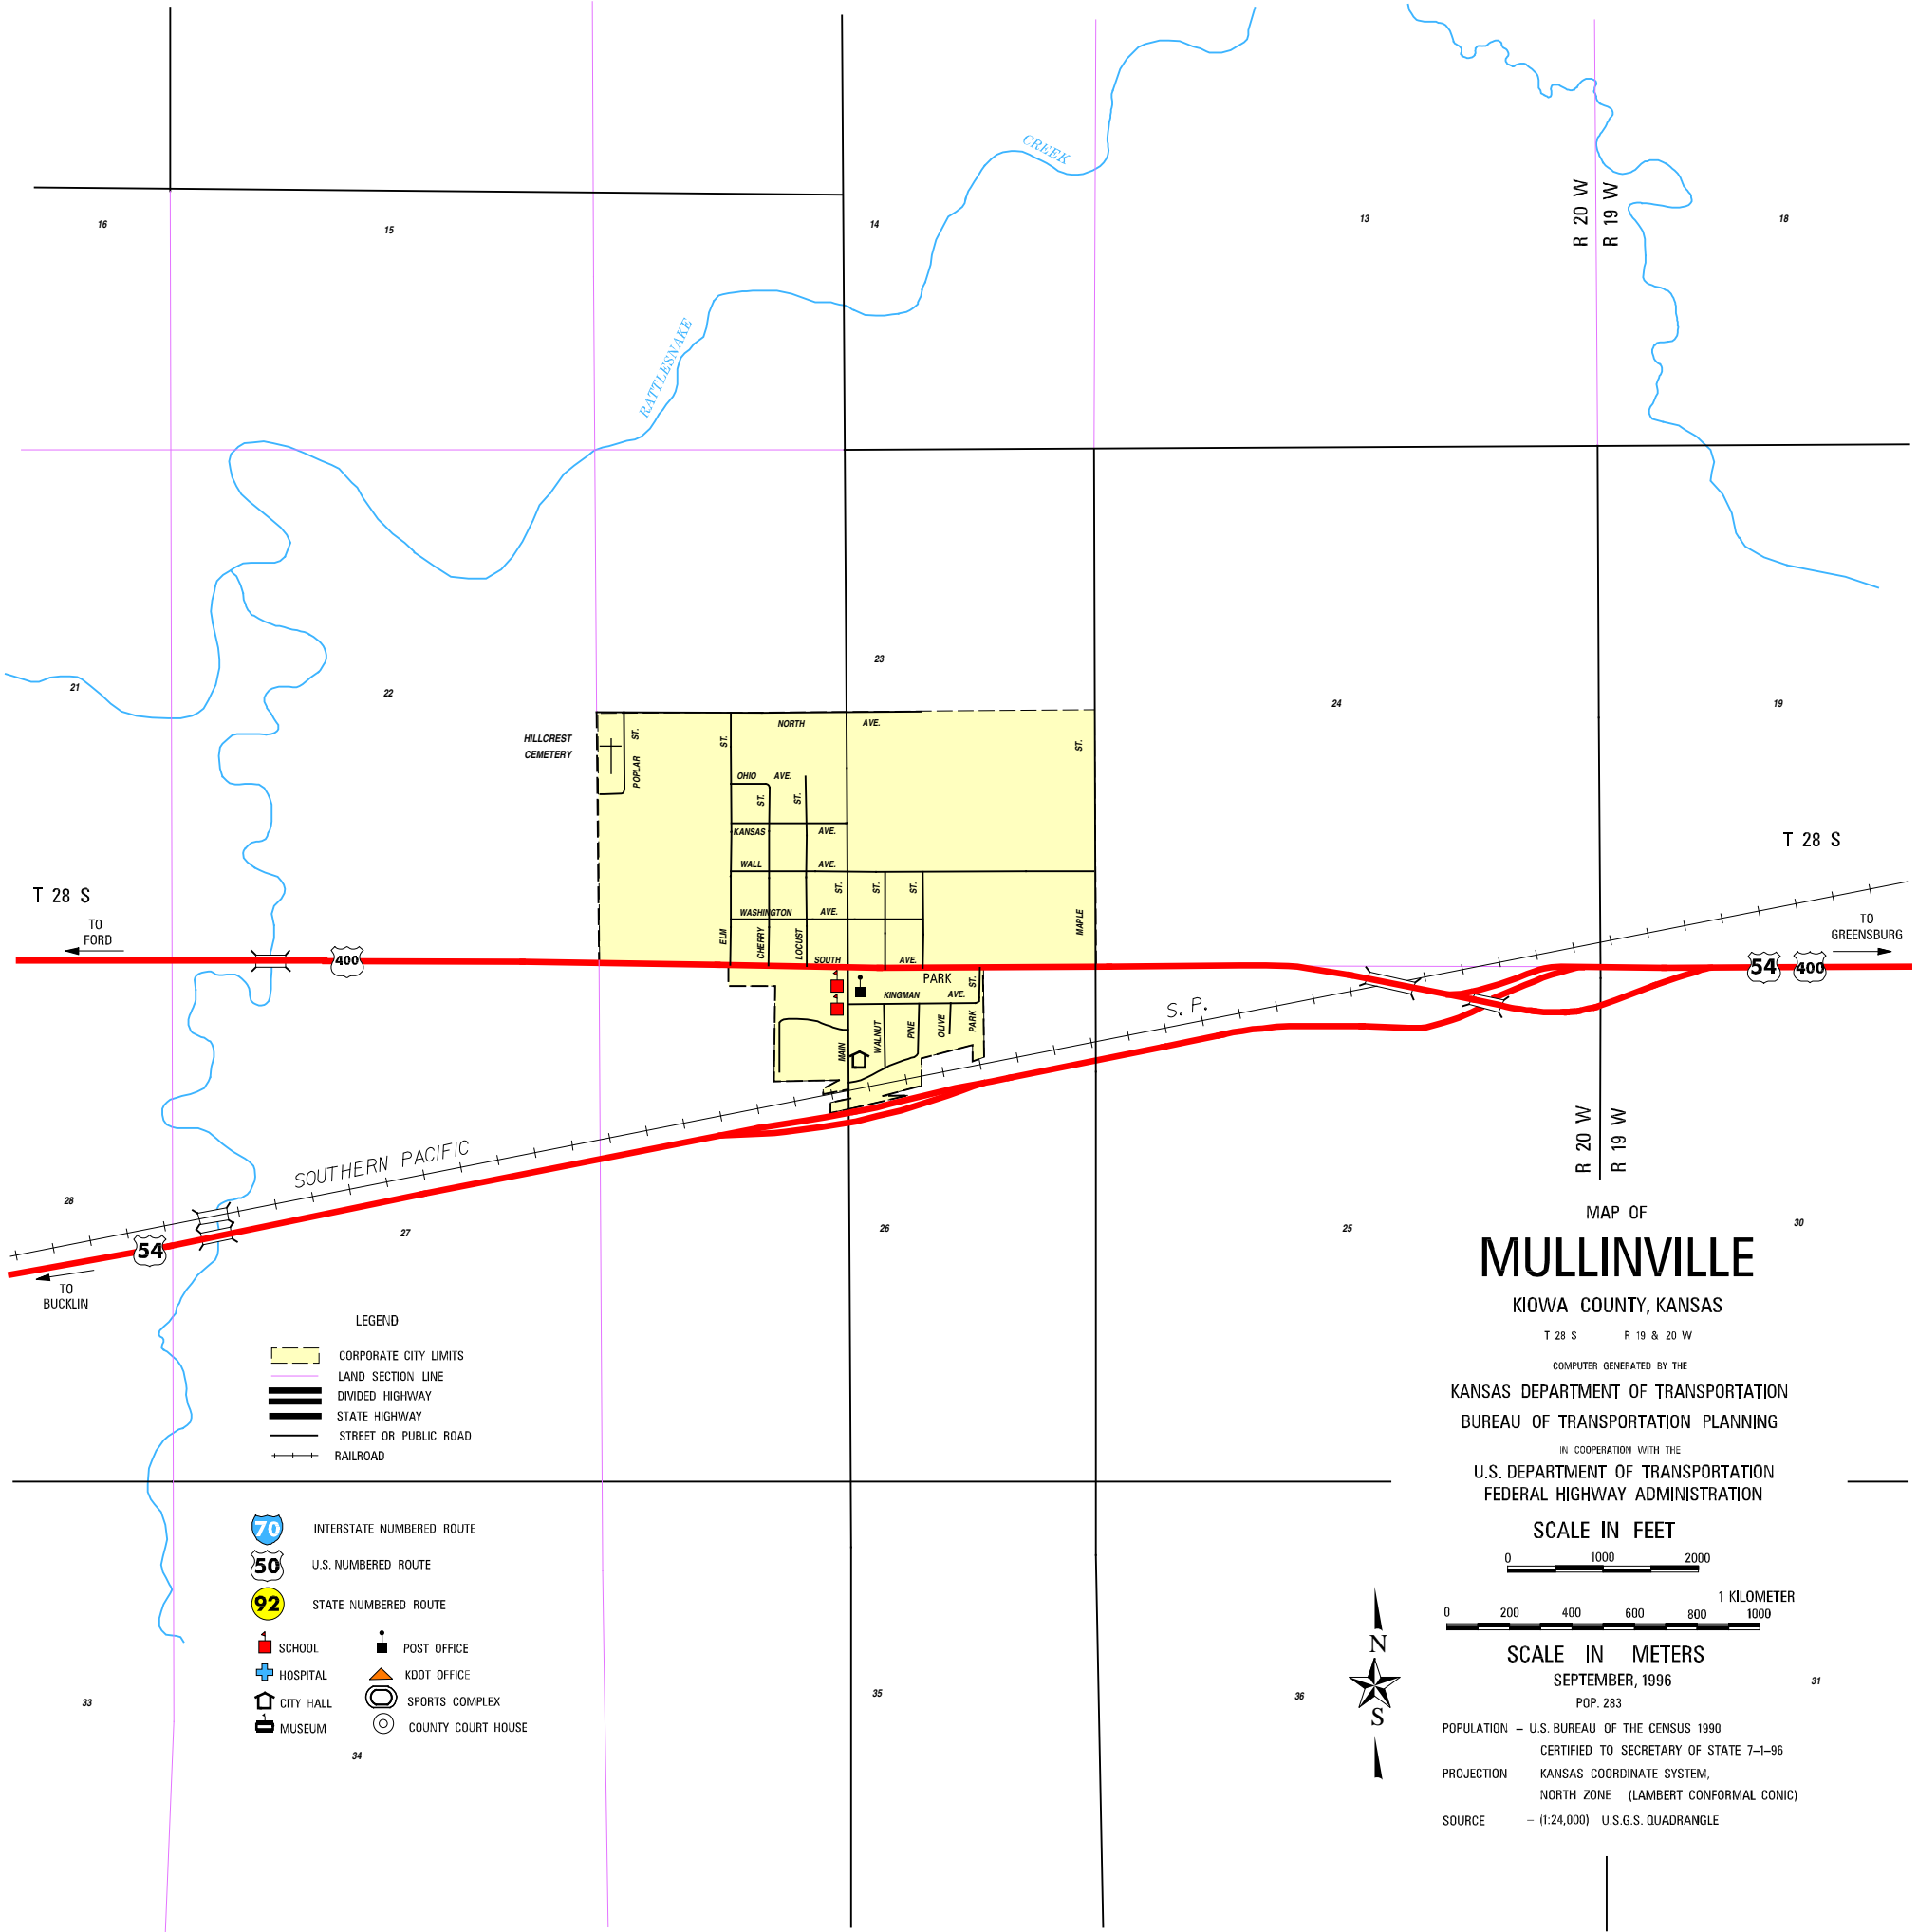 CREEK
R 20 W
R 19 W
16
15
14
13
18
RATTLESNAKE
21
22
23
24
19
HILLCREST
CEMETERY
POPLAR ST.
NORTH AVE.
ST.
ST.
OHIO AVE.
ST.
ST.
KANSAS AVE.
WALL AVE.
ST.
ST.
ST.
WASHINGTON AVE.
ELM
CHERRY
LOCUST
MAPLE
SOUTH AVE.
T 28 S
T 28 S
TO
FORD
400
TO
GREENSBURG
54
400
PARK
KINGMAN AVE.
ST.
MAIN
WALNUT
PINE
OLIVE
PARK
S. P.
SOUTHERN PACIFIC
R 20 W
R 19 W
28
27
26
25
30
54
TO
BUCKLIN
LEGEND
CORPORATE CITY LIMITS
LAND SECTION LINE
DIVIDED HIGHWAY
STATE HIGHWAY
STREET OR PUBLIC ROAD
RAILROAD
70 INTERSTATE NUMBERED ROUTE
50 U.S. NUMBERED ROUTE
92 STATE NUMBERED ROUTE
SCHOOL
POST OFFICE
HOSPITAL
KDOT OFFICE
CITY HALL
SPORTS COMPLEX
MUSEUM
COUNTY COURT HOUSE
33
34
35
36
31
N
S
MAP OF
MULLINVILLE
KIOWA COUNTY, KANSAS
T 28 S R 19 & 20 W
COMPUTER GENERATED BY THE
KANSAS DEPARTMENT OF TRANSPORTATION
BUREAU OF TRANSPORTATION PLANNING
IN COOPERATION WITH THE
U.S. DEPARTMENT OF TRANSPORTATION
FEDERAL HIGHWAY ADMINISTRATION
SCALE IN FEET
0 1000 2000
1 KILOMETER
0 200 400 600 800 1000
SCALE IN METERS
SEPTEMBER, 1996
POP. 283
POPULATION – U.S. BUREAU OF THE CENSUS 1990
CERTIFIED TO SECRETARY OF STATE 7–1–96
PROJECTION – KANSAS COORDINATE SYSTEM,
NORTH ZONE (LAMBERT CONFORMAL CONIC)
SOURCE – (1:24,000) U.S.G.S. QUADRANGLE